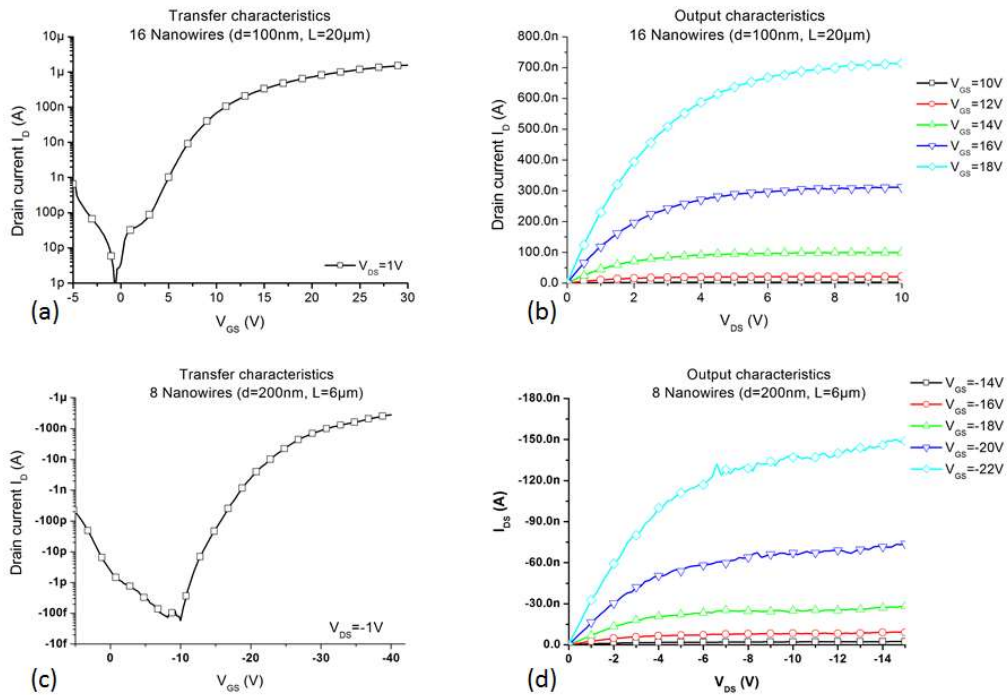 Transfer characteristics
16 Nanowires (d=100nm, L=20µm)
10µ
1µ
100n
10n
1n
100p
10p
1p
Drain current I_D (A)
V_DS=1V
-5 0 5 10 15 20 25 30
V_GS (V)
(a)
Output characteristics
16 Nanowires (d=100nm, L=20µm)
800.0n
700.0n
600.0n
500.0n
400.0n
300.0n
200.0n
100.0n
0.0
Drain current I_D (A)
V_GS=10V
V_GS=12V
V_GS=14V
V_GS=16V
V_GS=18V
0 2 4 6 8 10
V_DS (V)
(b)
Transfer characteristics
8 Nanowires (d=200nm, L=6µm)
-1µ
-100n
-10n
-1n
-100p
-10p
-1p
-100f
-10f
Drain current I_D (A)
V_DS=-1V
0 -10 -20 -30 -40
V_GS (V)
(c)
Output characteristics
8 Nanowires (d=200nm, L=6µm)
-180.0n
-150.0n
-120.0n
-90.0n
-60.0n
-30.0n
0.0
I_DS (A)
V_GS=-14V
V_GS=-16V
V_GS=-18V
V_GS=-20V
V_GS=-22V
0 -2 -4 -6 -8 -10 -12 -14
V_DS (V)
(d)